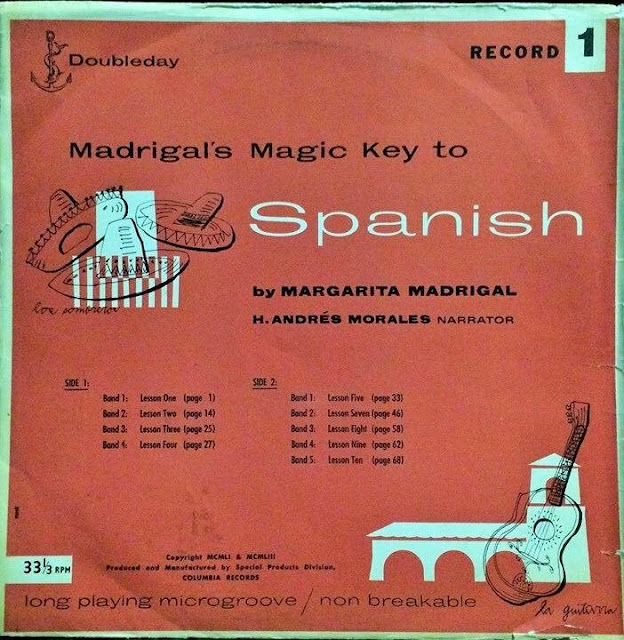 Doubleday
RECORD 1
Madrigal's Magic Key to
Spanish
by MARGARITA MADRIGAL
H. ANDRÉS MORALES NARRATOR
los sombreros
SIDE 1:
Band 1: Lesson One (page 1)
Band 2: Lesson Two (page 14)
Band 3: Lesson Three (page 25)
Band 4: Lesson Four (page 27)
SIDE 2:
Band 1: Lesson Five (page 33)
Band 2: Lesson Seven (page 46)
Band 3: Lesson Eight (page 58)
Band 4: Lesson Nine (page 62)
Band 5: Lesson Ten (page 68)
33 1/3 RPM
Copyright MCMLI & MCMLIII
Produced and Manufactured by Special Products Division,
COLUMBIA RECORDS
long playing microgroove / non breakable
la guitarra